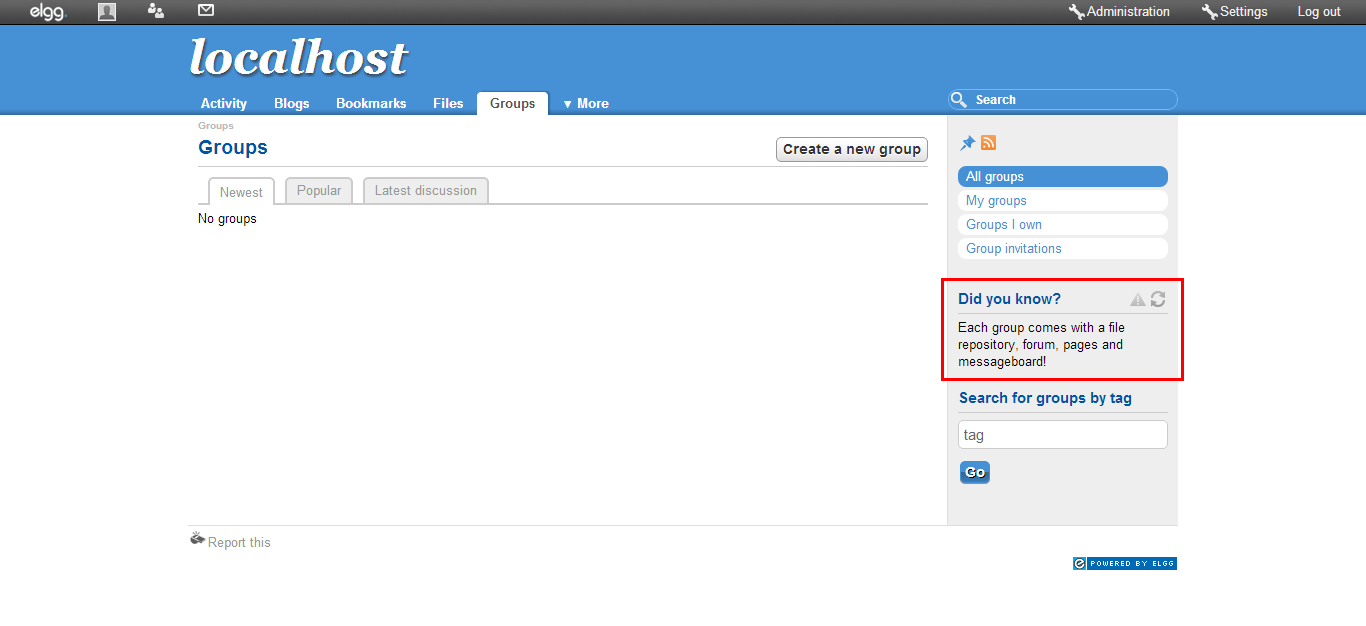 elgg.
Administration Settings Log out
localhost
Activity Blogs Bookmarks Files Groups ▼ More
Search
Groups
Groups
Create a new group
Newest Popular Latest discussion
No groups
All groups
My groups
Groups I own
Group invitations
Did you know?
Each group comes with a file
repository, forum, pages and
messageboard!
Search for groups by tag
tag
Go
Report this
POWERED BY ELGG